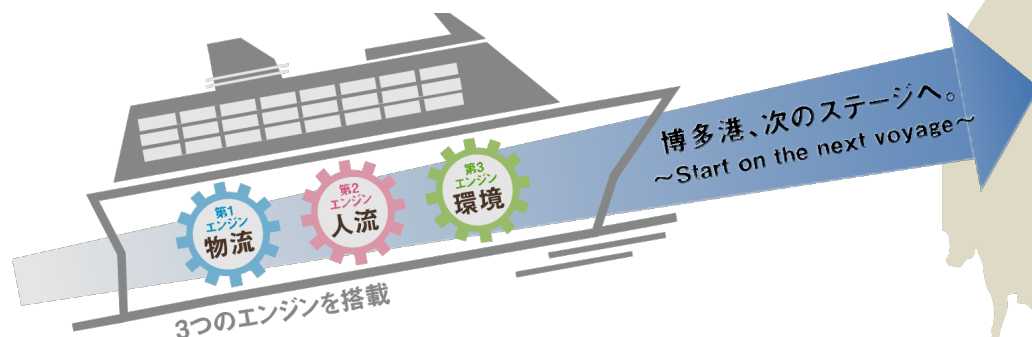 第1
エンジン
物流
第2
エンジン
人流
第3
エンジン
環境
3つのエンジンを搭載
博多港、次のステージへ。
～Start on the next voyage～